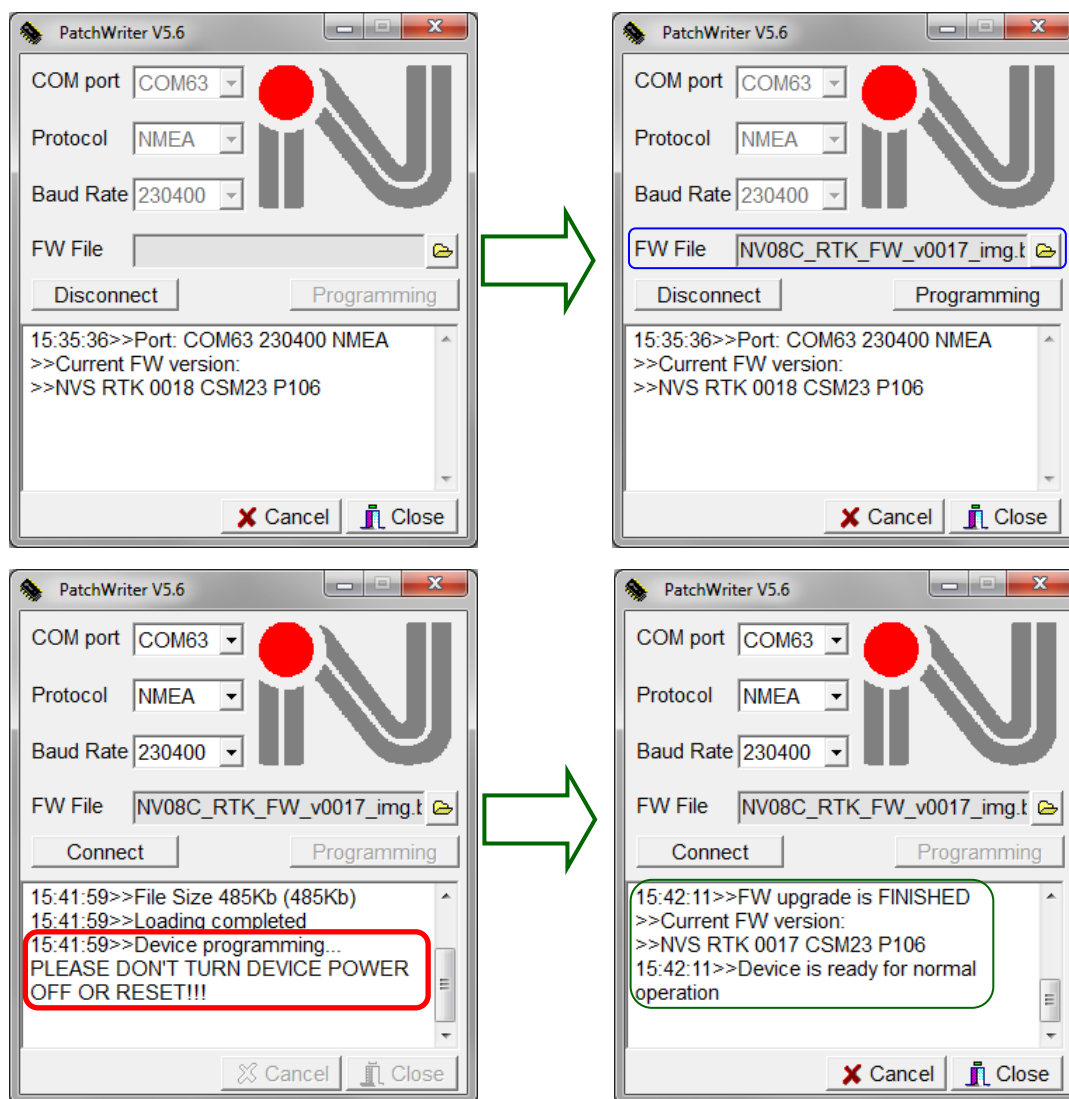 PatchWriter V5.6
COM port COM63
Protocol NMEA
Baud Rate 230400
FW File
Disconnect Programming
15:35:36>>Port: COM63 230400 NMEA
>>Current FW version:
>>NVS RTK 0018 CSM23 P106
Cancel Close
PatchWriter V5.6
COM port COM63
Protocol NMEA
Baud Rate 230400
FW File NV08C_RTK_FW_v0017_img.b
Disconnect Programming
15:35:36>>Port: COM63 230400 NMEA
>>Current FW version:
>>NVS RTK 0018 CSM23 P106
Cancel Close
PatchWriter V5.6
COM port COM63
Protocol NMEA
Baud Rate 230400
FW File NV08C_RTK_FW_v0017_img.b
Connect Programming
15:41:59>>File Size 485Kb (485Kb)
15:41:59>>Loading completed
15:41:59>>Device programming...
PLEASE DON'T TURN DEVICE POWER
OFF OR RESET!!!
Cancel Close
PatchWriter V5.6
COM port COM63
Protocol NMEA
Baud Rate 230400
FW File NV08C_RTK_FW_v0017_img.b
Connect Programming
15:42:11>>FW upgrade is FINISHED
>>Current FW version:
>>NVS RTK 0017 CSM23 P106
15:42:11>>Device is ready for normal
operation
Cancel Close